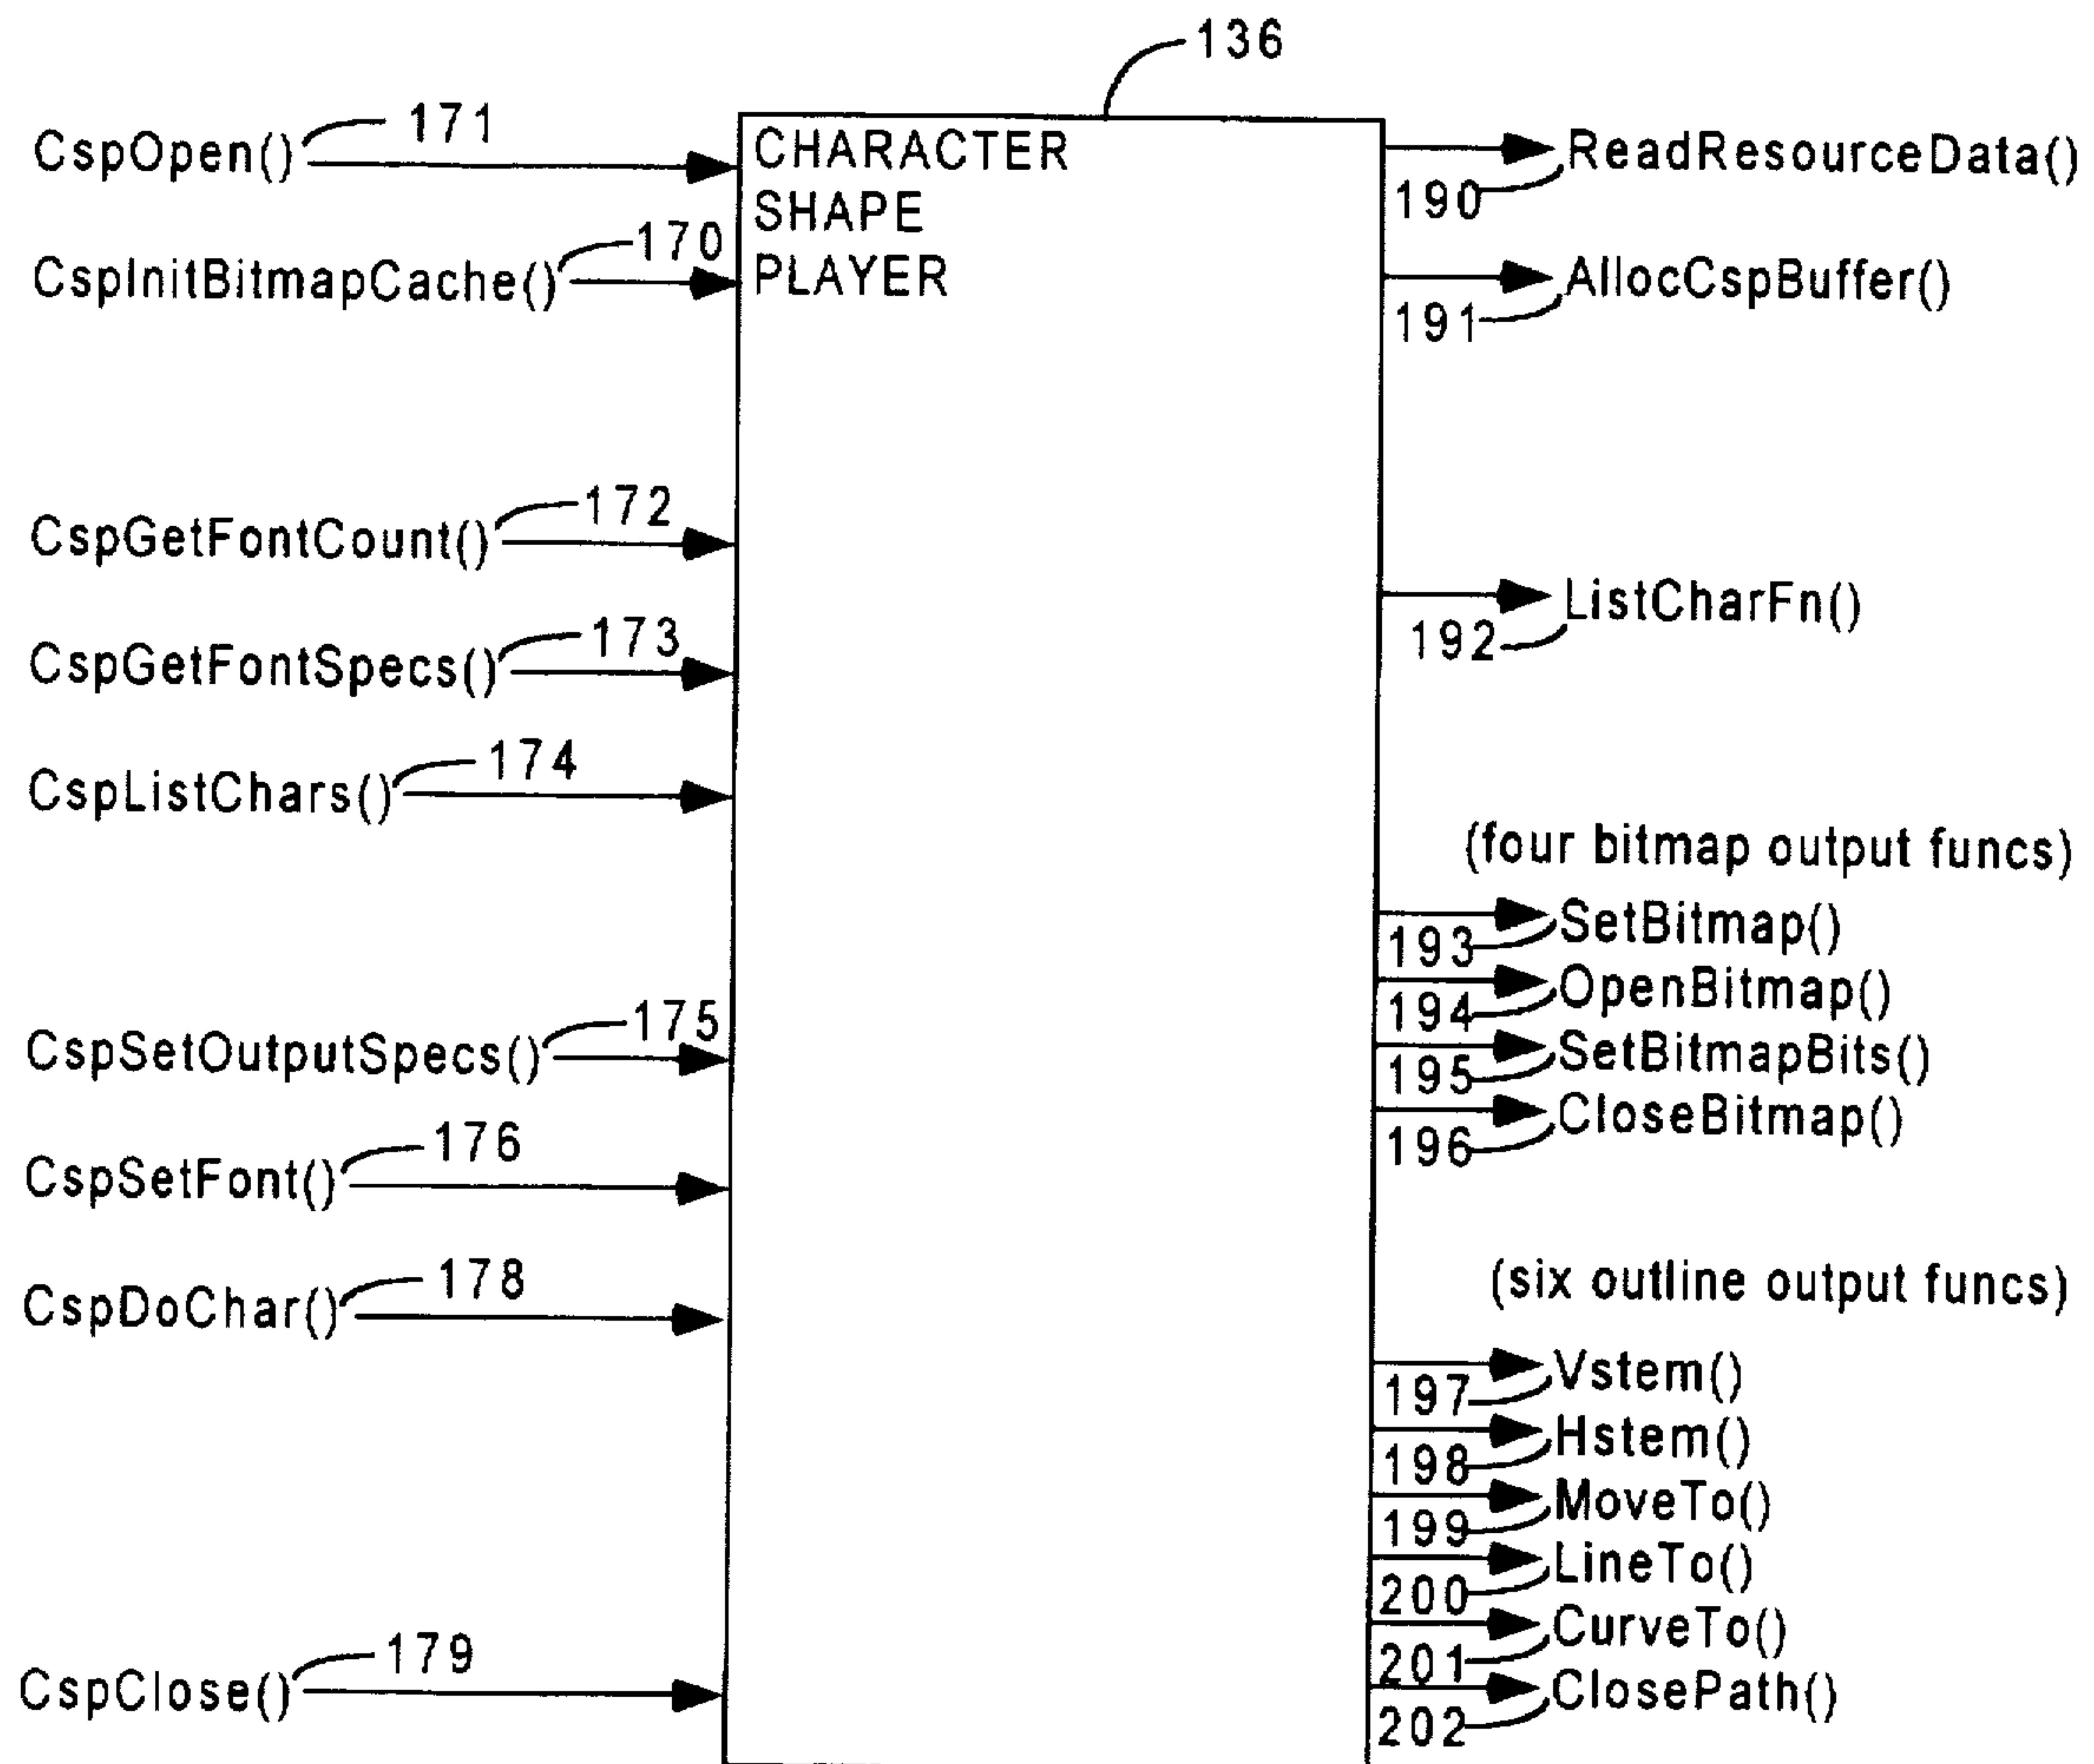 136
CspOpen() 171
CspInitBitmapCache() 170
CspGetFontCount() 172
CspGetFontSpecs() 173
CspListChars() 174
CspSetOutputSpecs() 175
CspSetFont() 176
CspDoChar() 178
CspClose() 179
CHARACTER
SHAPE
PLAYER
ReadResourceData()
190
AllocCspBuffer()
191
ListCharFn()
192
(four bitmap output funcs)
SetBitmap()
193
OpenBitmap()
194
SetBitmapBits()
195
CloseBitmap()
196
(six outline output funcs)
Vstem()
197
Hstem()
198
MoveTo()
199
LineTo()
200
CurveTo()
201
ClosePath()
202